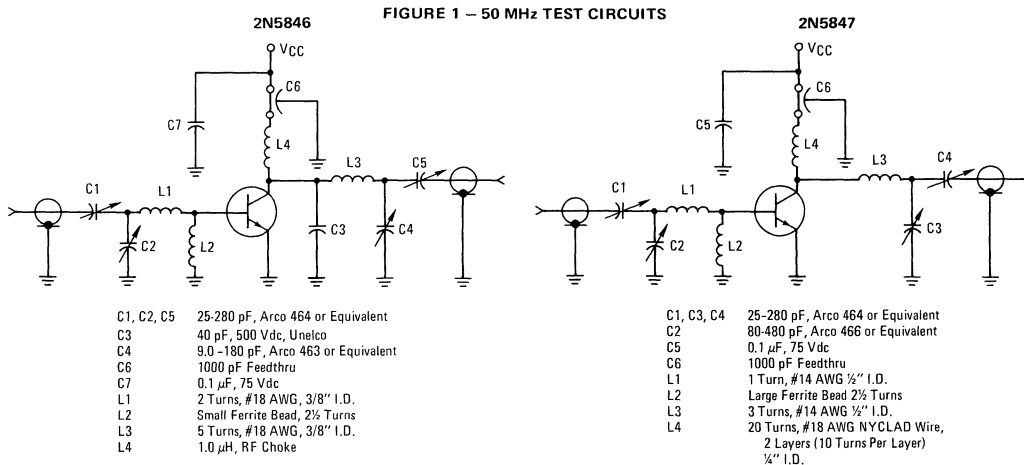 FIGURE 1 — 50 MHz TEST CIRCUITS
2N5846
VCC
C6
C7
L4
L3
C5
C1
L1
C2
L2
C3
C4
C1, C2, C5 25-280 pF, Arco 464 or Equivalent
C3 40 pF, 500 Vdc, Unelco
C4 9.0 -180 pF, Arco 463 or Equivalent
C6 1000 pF Feedthru
C7 0.1 μF, 75 Vdc
L1 2 Turns, #18 AWG, 3/8" I.D.
L2 Small Ferrite Bead, 2½ Turns
L3 5 Turns, #18 AWG, 3/8" I.D.
L4 1.0 μH, RF Choke
2N5847
VCC
C6
C5
L4
L3
C4
C1
L1
C2
L2
C3
C1, C3, C4 25-280 pF, Arco 464 or Equivalent
C2 80-480 pF, Arco 466 or Equivalent
C5 0.1 μF, 75 Vdc
C6 1000 pF Feedthru
L1 1 Turn, #14 AWG ½" I.D.
L2 Large Ferrite Bead 2½ Turns
L3 3 Turns, #14 AWG ½" I.D.
L4 20 Turns, #18 AWG NYCLAD Wire,
2 Layers (10 Turns Per Layer)
¼" I.D.